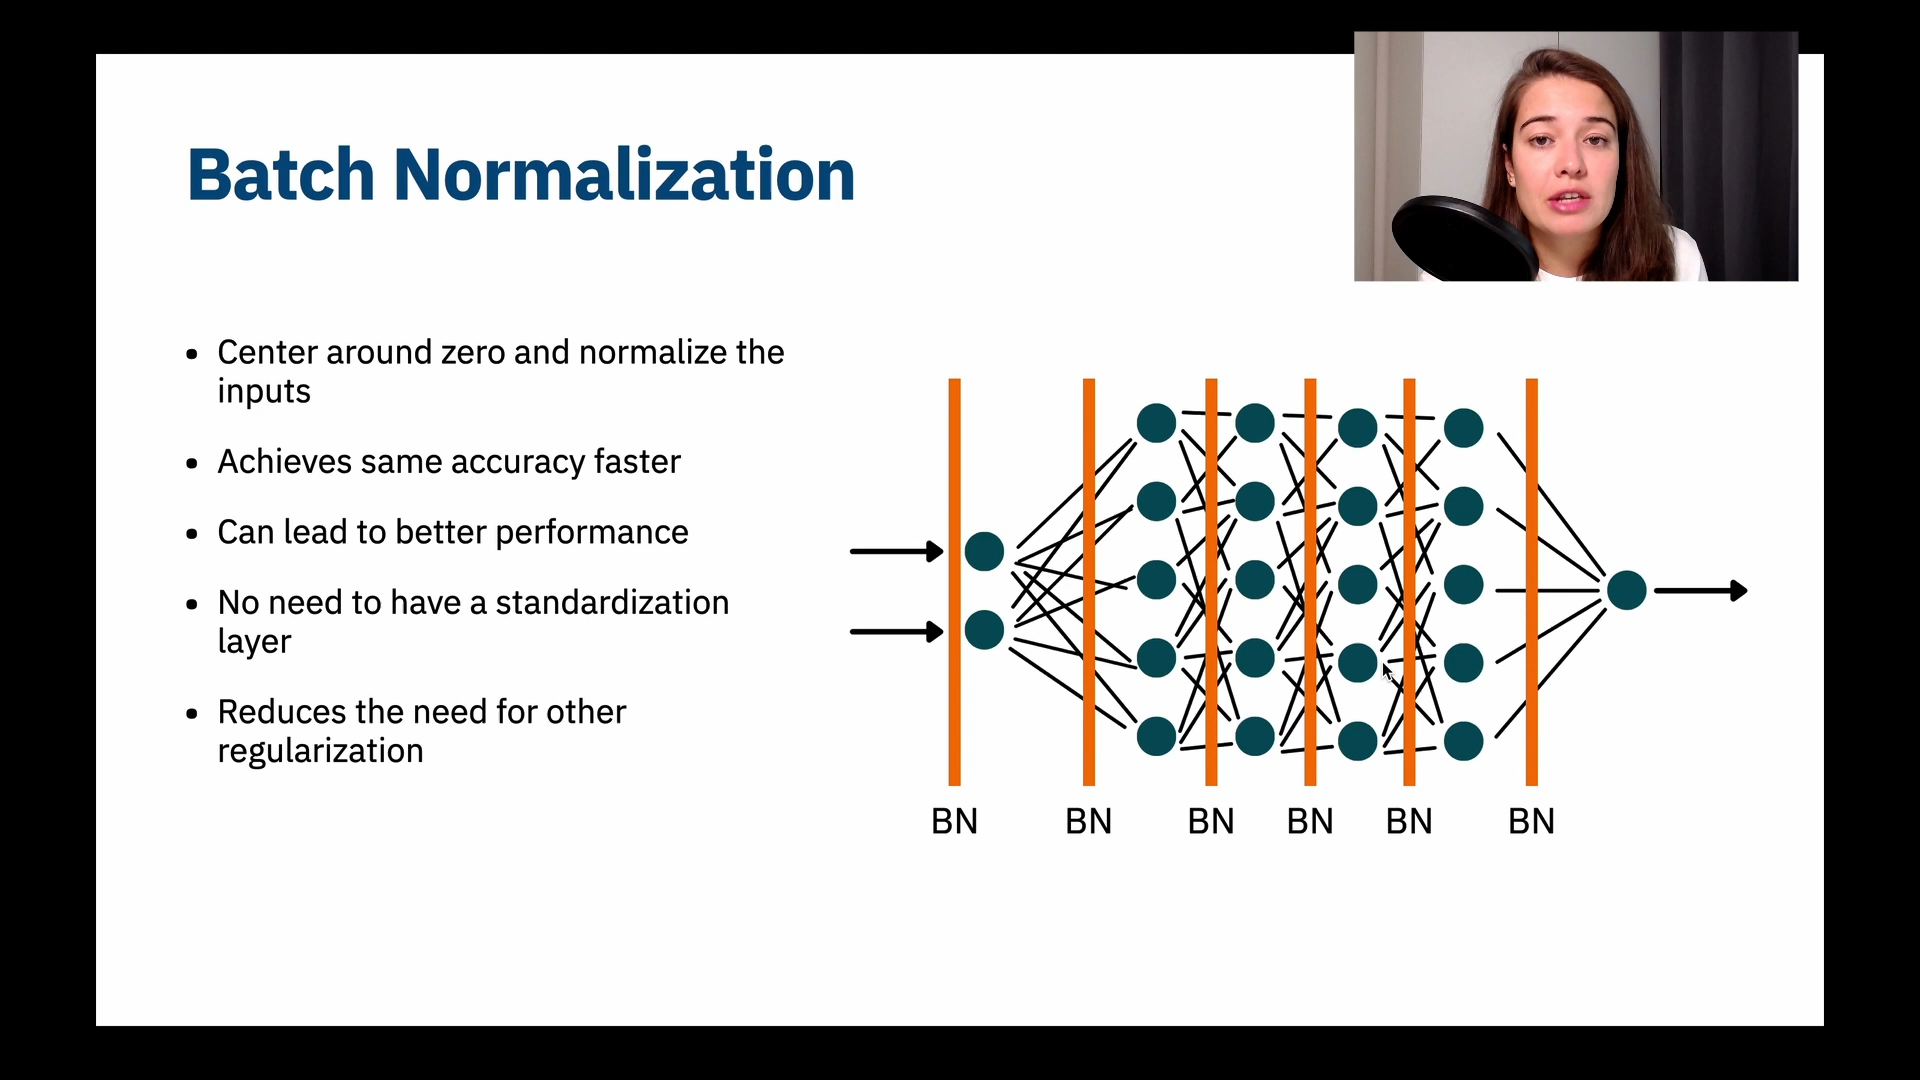 Batch Normalization
• Center around zero and normalize the
inputs
• Achieves same accuracy faster
• Can lead to better performance
• No need to have a standardization
layer
• Reduces the need for other
regularization
BN BN BN BN BN BN